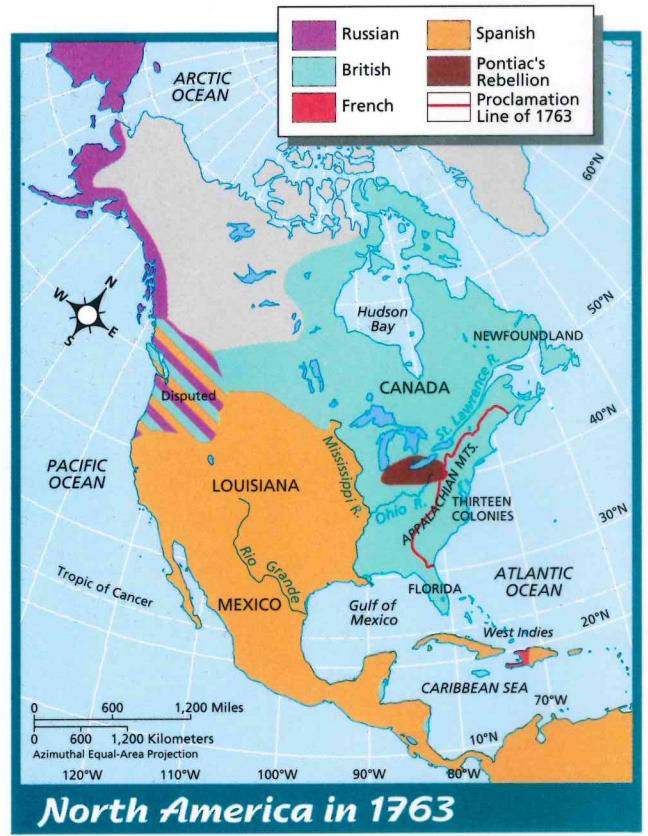 Russian
British
French
Spanish
Pontiac's
Rebellion
Proclamation
Line of 1763
ARCTIC
OCEAN
60°N
N
W
E
S
Hudson
Bay
50°N
NEWFOUNDLAND
CANADA
St. Lawrance R.
Disputed
40°N
PACIFIC
OCEAN
LOUISIANA
Mississippi R.
Ohio R.
APPALACHIAN MTS.
THIRTEEN
COLONIES
30°N
Rio Grande
Tropic of Cancer
MEXICO
Gulf of
Mexico
FLORIDA
ATLANTIC
OCEAN
20°N
West Indies
CARIBBEAN SEA
70°W
0 600 1,200 Miles
0 600 1,200 Kilometers
Azimuthal Equal-Area Projection
10°N
120°W 110°W 100°W 90°W 80°W
North America in 1763